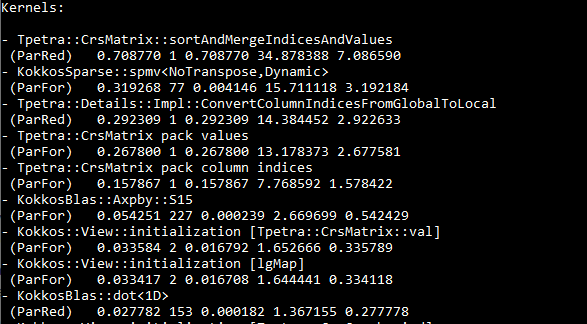 Kernels:
- Tpetra::CrsMatrix::sortAndMergeIndicesAndValues
(ParRed) 0.708770 1 0.708770 34.878388 7.086590
- KokkosSparse::spmv<NoTranspose,Dynamic>
(ParFor) 0.319268 77 0.004146 15.711118 3.192184
- Tpetra::Details::Impl::ConvertColumnIndicesFromGlobalToLocal
(ParRed) 0.292309 1 0.292309 14.384452 2.922633
- Tpetra::CrsMatrix pack values
(ParFor) 0.267800 1 0.267800 13.178373 2.677581
- Tpetra::CrsMatrix pack column indices
(ParFor) 0.157867 1 0.157867 7.768592 1.578422
- KokkosBlas::Axpby::S15
(ParFor) 0.054251 227 0.000239 2.669699 0.542429
- Kokkos::View::initialization [Tpetra::CrsMatrix::val]
(ParFor) 0.033584 2 0.016792 1.652666 0.335789
- Kokkos::View::initialization [lgMap]
(ParFor) 0.033417 2 0.016708 1.644441 0.334118
- KokkosBlas::dot<1D>
(ParRed) 0.027782 153 0.000182 1.367155 0.277778